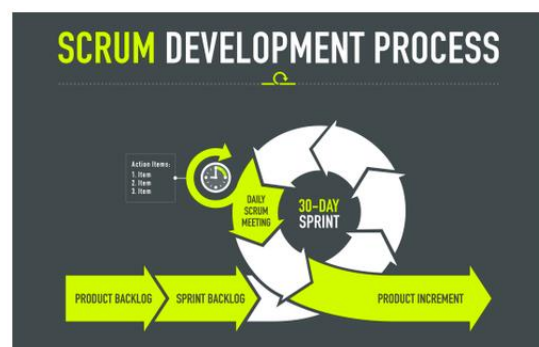 SCRUM DEVELOPMENT PROCESS
Action Items:
1. Item
2. Item
3. Item
DAILY
SCRUM
MEETING
30-DAY
SPRINT
PRODUCT BACKLOG
SPRINT BACKLOG
PRODUCT INCREMENT